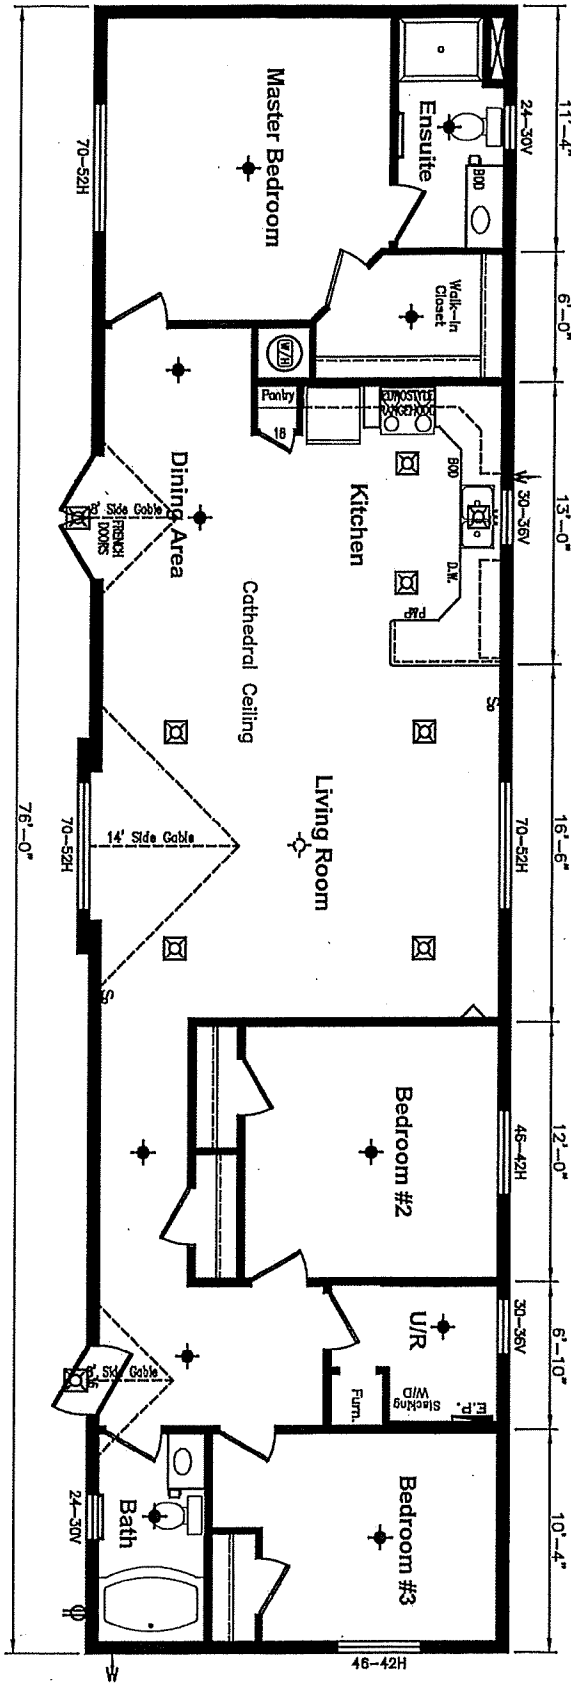 11'-4"
6'-0"
13'-0"
16'-6"
12'-0"
6'-10"
10'-4"
24-30V
30-36V
70-52H
46-42H
30-36V
Ensuite
BOD
Walk-In
Closet
Master Bedroom
W/H
Pantry
18
RANGEHOOD
BOD
D.W.
P&P
Kitchen
W
Sp
Dining Area
8' Side Gable
FRENCH
DOORS
Cathedral Ceiling
Living Room
14' Side Gable
Sp
Bedroom #2
U/R
Furn.
Stacking
W/D
E.P.
Side Gable
Bath
Bedroom #3
70-52H
70-52H
24-30V
46-42H
W
76'-0"